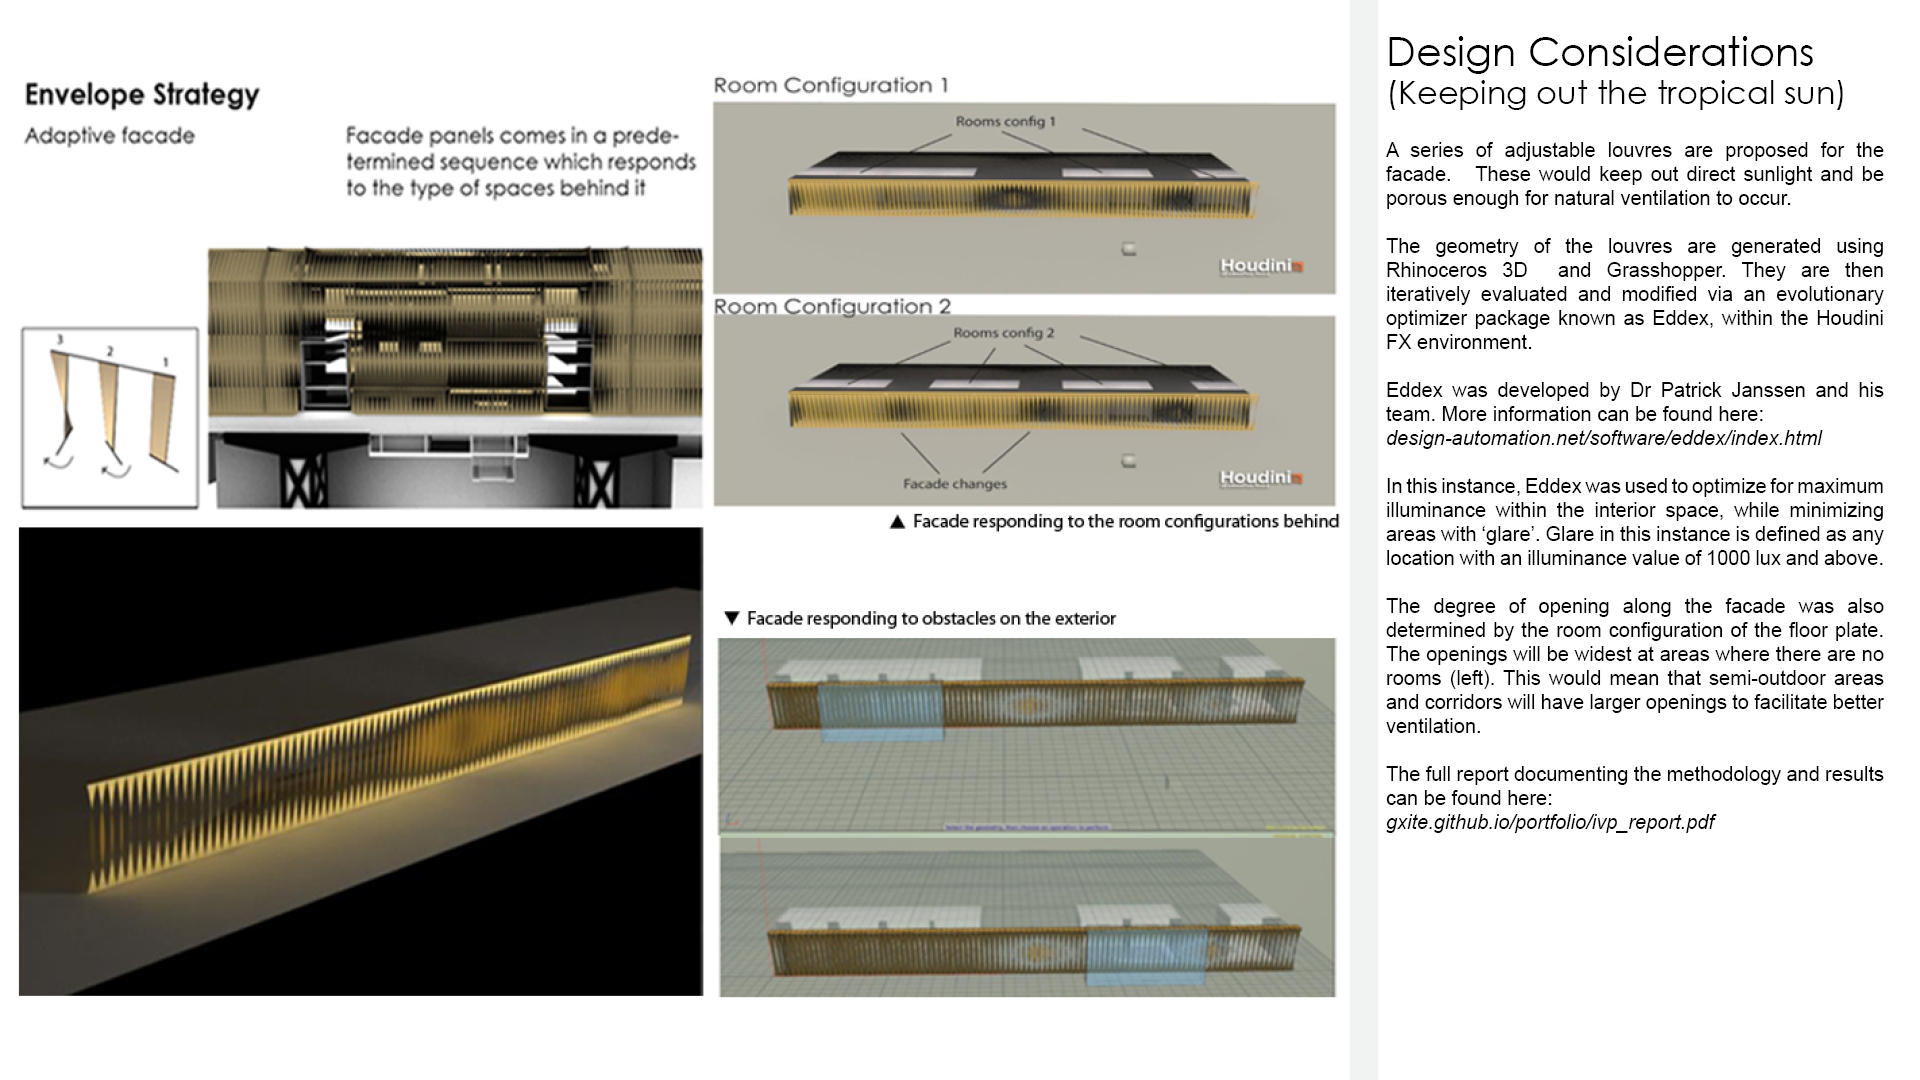 Envelope Strategy
Adaptive facade
Facade panels comes in a prede-
termined sequence which responds
to the type of spaces behind it
3
2
1
Room Configuration 1
Rooms config 1
Houdini
Room Configuration 2
Rooms config 2
Facade changes
Houdini
▲ Facade responding to the room configurations behind
▼ Facade responding to obstacles on the exterior
Design Considerations
(Keeping out the tropical sun)
A series of adjustable louvres are proposed for the
facade. These would keep out direct sunlight and be
porous enough for natural ventilation to occur.
The geometry of the louvres are generated using
Rhinoceros 3D and Grasshopper. They are then
iteratively evaluated and modified via an evolutionary
optimizer package known as Eddex, within the Houdini
FX environment.
Eddex was developed by Dr Patrick Janssen and his
team. More information can be found here:
design-automation.net/software/eddex/index.html
In this instance, Eddex was used to optimize for maximum
illuminance within the interior space, while minimizing
areas with ‘glare’. Glare in this instance is defined as any
location with an illuminance value of 1000 lux and above.
The degree of opening along the facade was also
determined by the room configuration of the floor plate.
The openings will be widest at areas where there are no
rooms (left). This would mean that semi-outdoor areas
and corridors will have larger openings to facilitate better
ventilation.
The full report documenting the methodology and results
can be found here:
gxite.github.io/portfolio/ivp_report.pdf